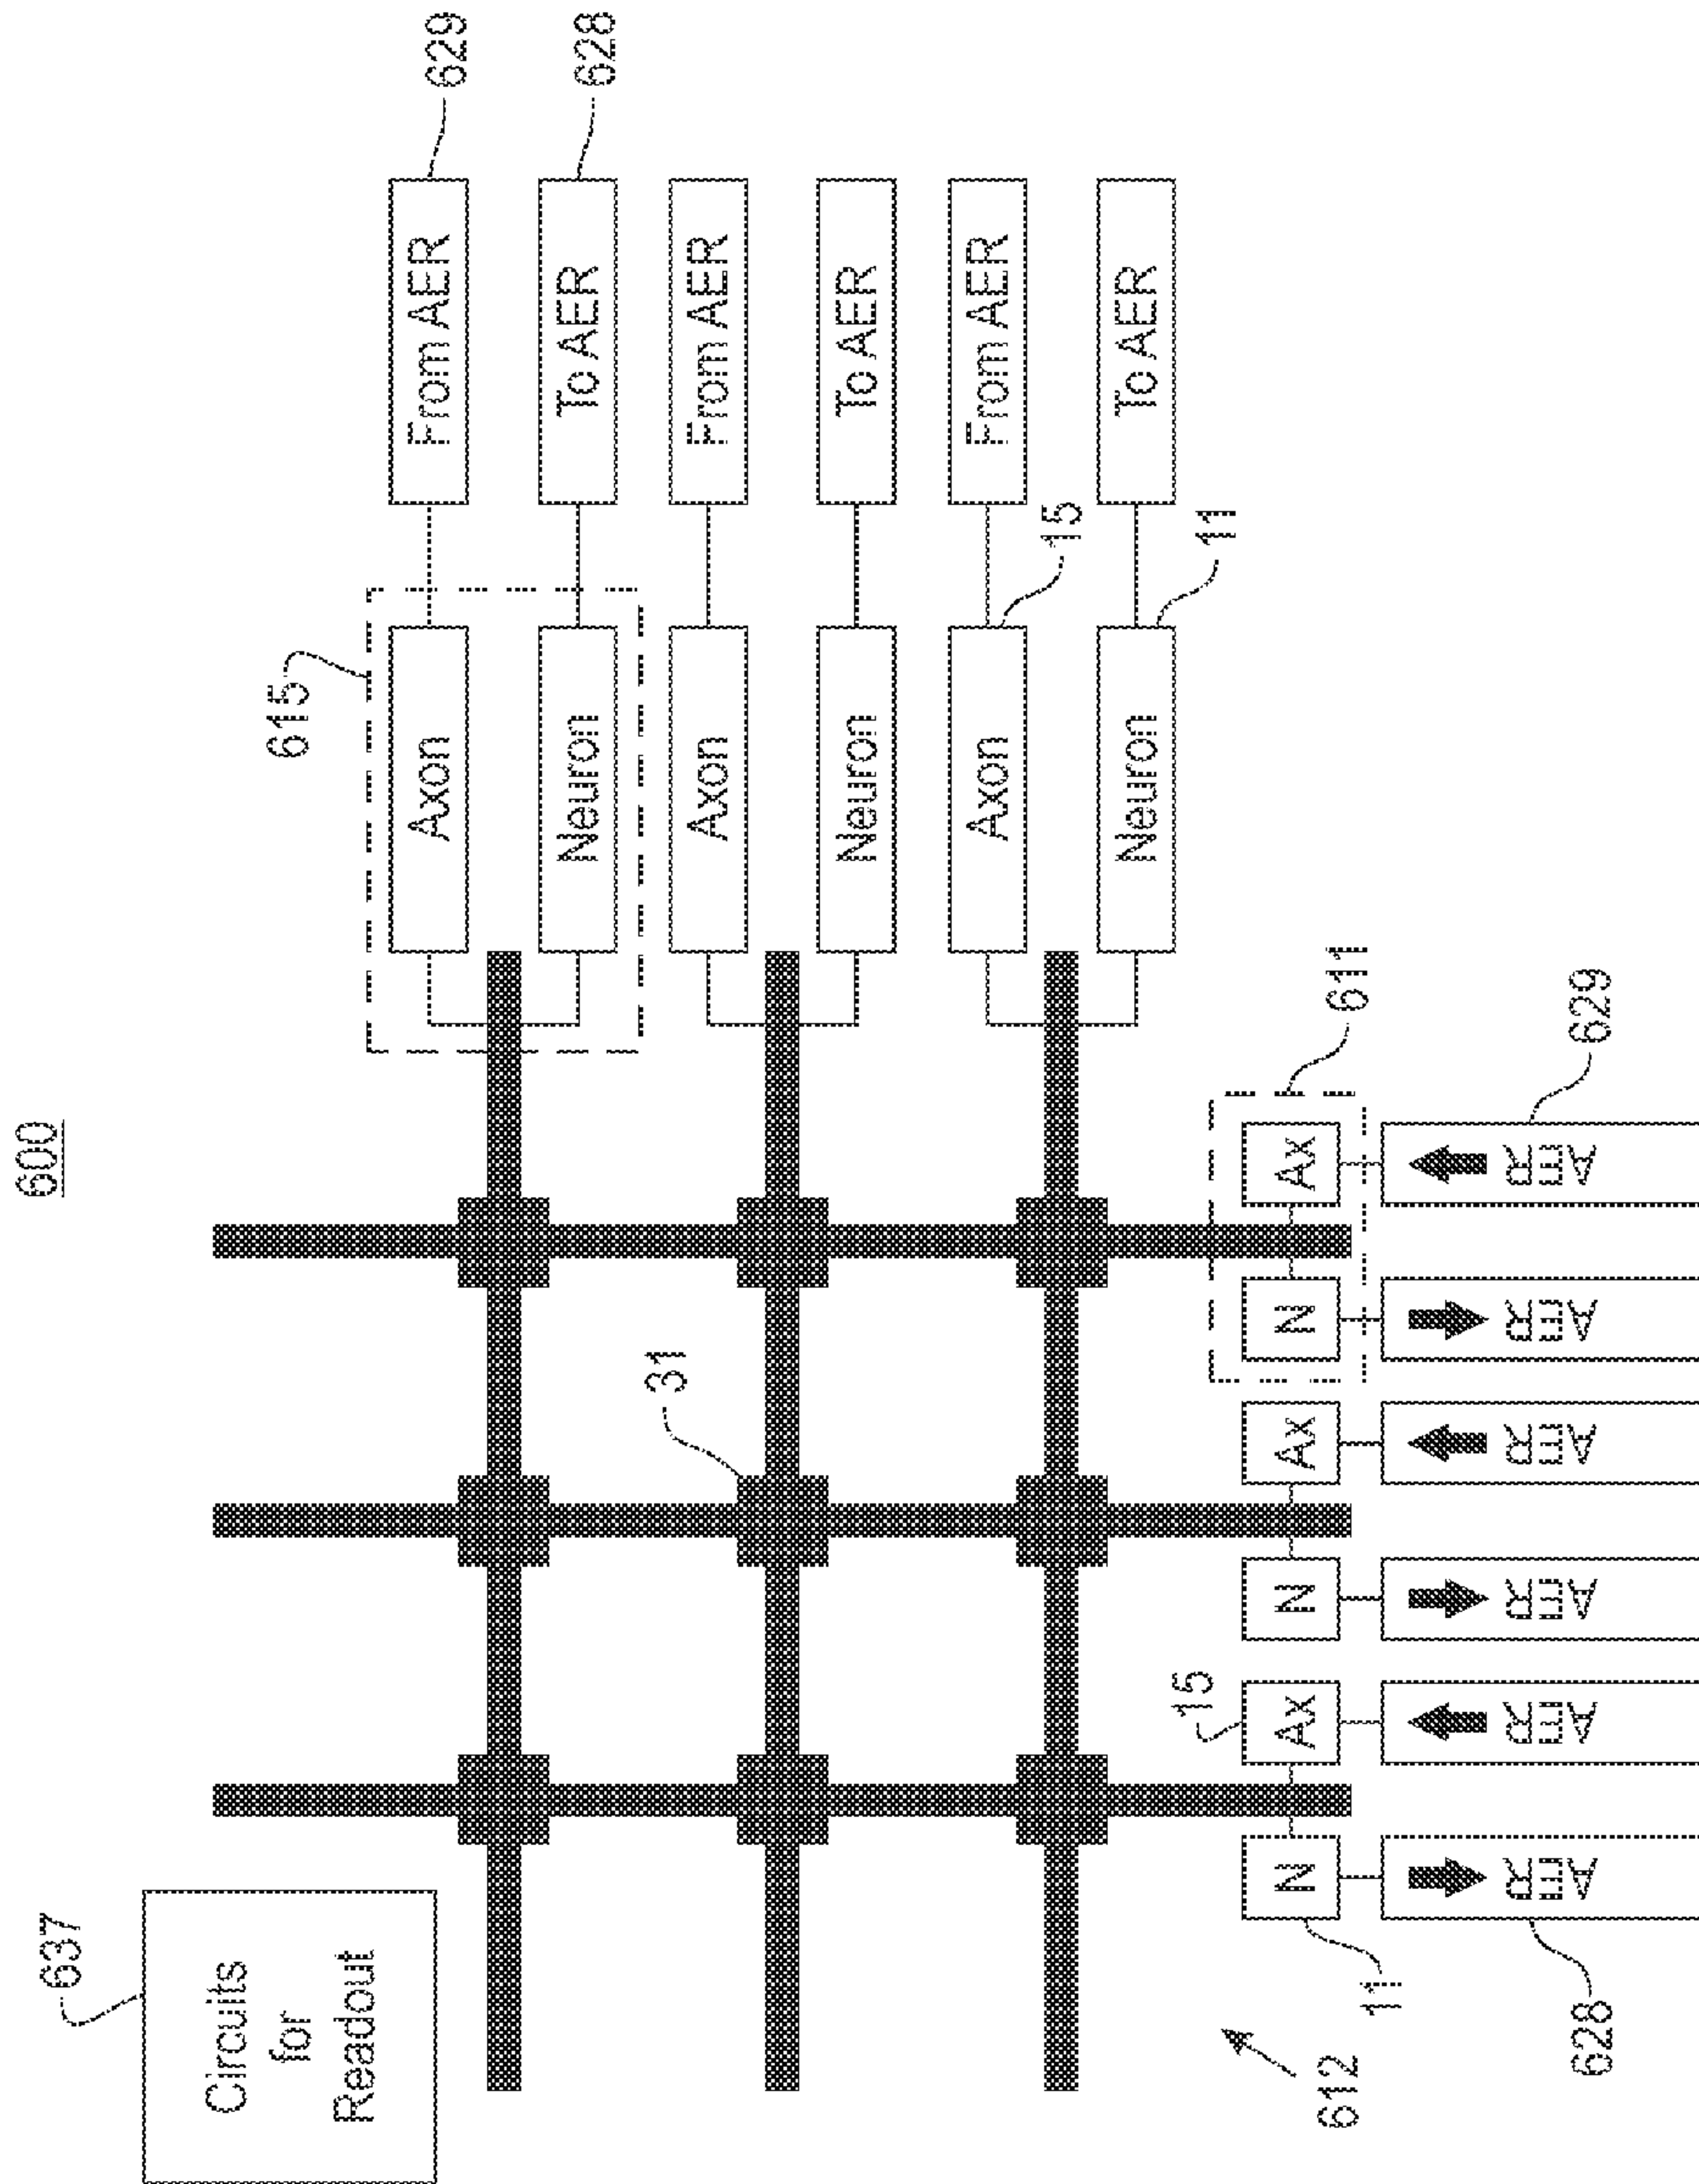 600
637
Circuits
for
Readout
615
Axon
From AER
629
Neuron
To AER
628
31
Axon
From AER
Neuron
To AER
Axon
From AER
15
Neuron
To AER
11
15
N
Ax
N
Ax
N
Ax
611
612
11
AER
AER
AER
AER
AER
AER
628
629